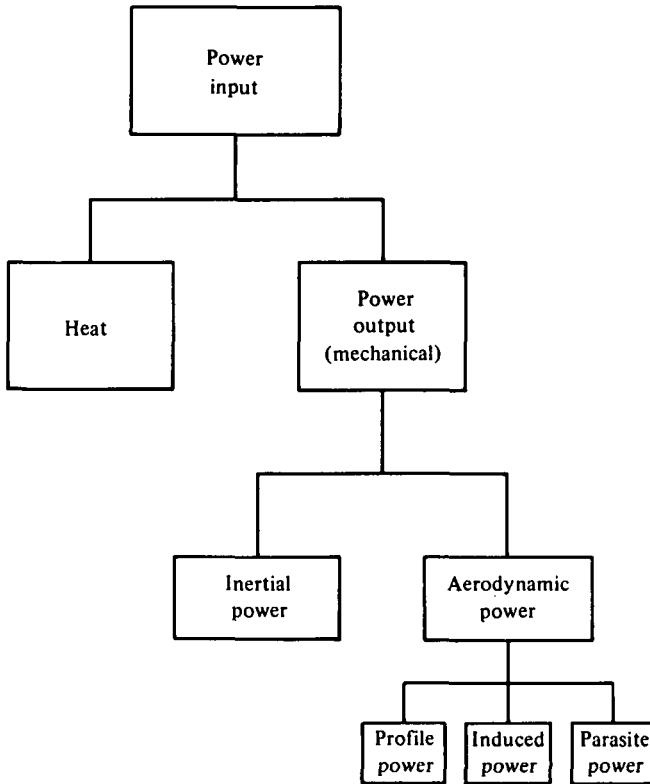 Power
input
Heat
Power
output
(mechanical)
Inertial
power
Aerodynamic
power
Profile
power
Induced
power
Parasite
power